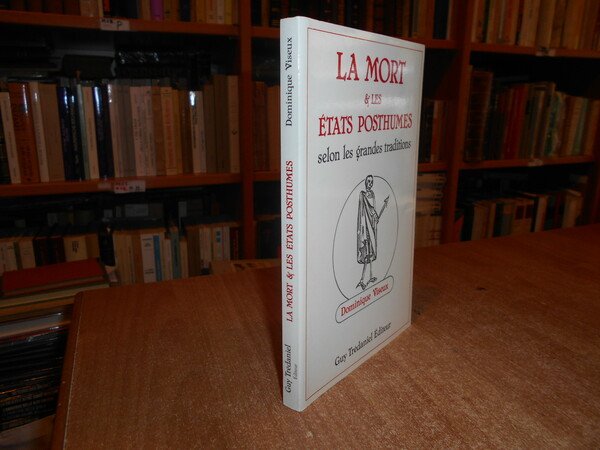 LA MORT
& LES
ÉTATS POSTHUMES
selon les grandes traditions
Dominique Viseux
Guy Trédaniel Éditeur
Dominique Viseux
LA MORT & LES ÉTATS POSTHUMES
Guy Trédaniel
Éditeur